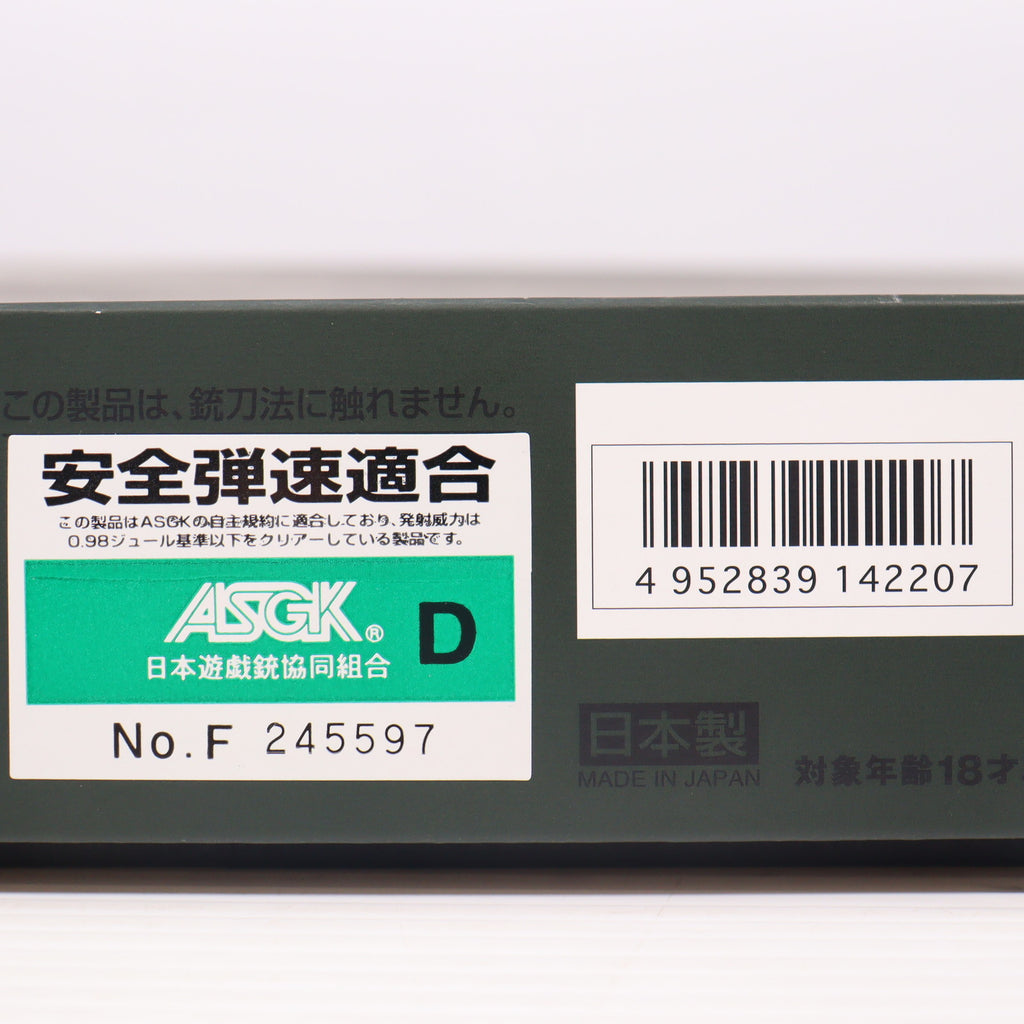 この製品は、銃刀法に触れません。
安全弾速適合
この製品はASGKの自主規約に適合しており、発射威力は
0.98ジュール基準以下をクリアーしている製品です。
ASGK®
D
日本遊戯銃協同組合
No.F 245597
4 952839 142207
日本製
MADE IN JAPAN
対象年齢18才